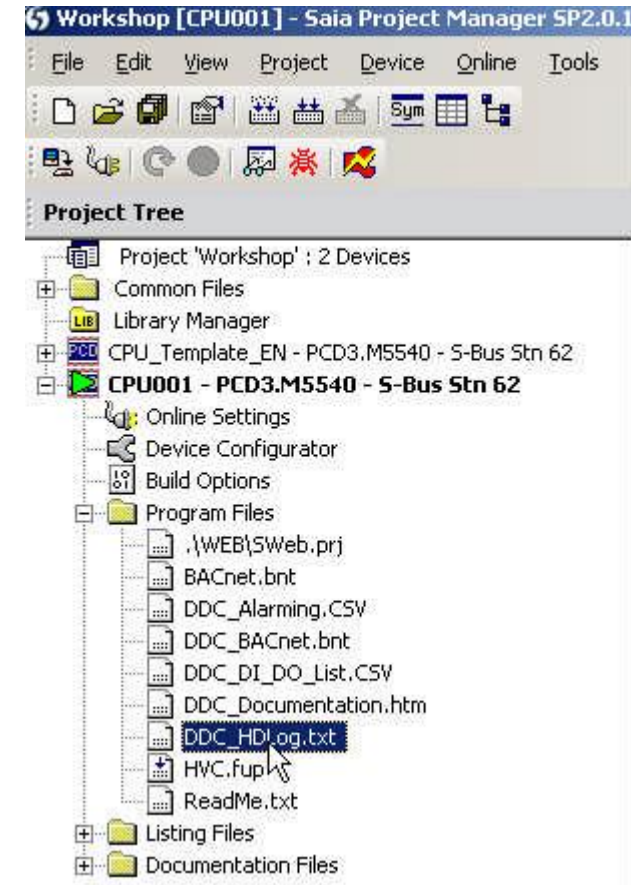 Workshop [CPU001] - Saia Project Manager SP2.0.1
File Edit View Project Device Online Tools
Sym
Project Tree
Project 'Workshop' : 2 Devices
Common Files
LIB Library Manager
PCD CPU_Template_EN - PCD3.M5540 - S-Bus Stn 62
CPU001 - PCD3.M5540 - S-Bus Stn 62
Online Settings
Device Configurator
Build Options
Program Files
.\WEB\SWeb.prj
BACnet.bnt
DDC_Alarming.CSV
DDC_BACnet.bnt
DDC_DI_DO_List.CSV
DDC_Documentation.htm
DDC_HDLog.txt
HVC.fup
ReadMe.txt
Listing Files
Documentation Files